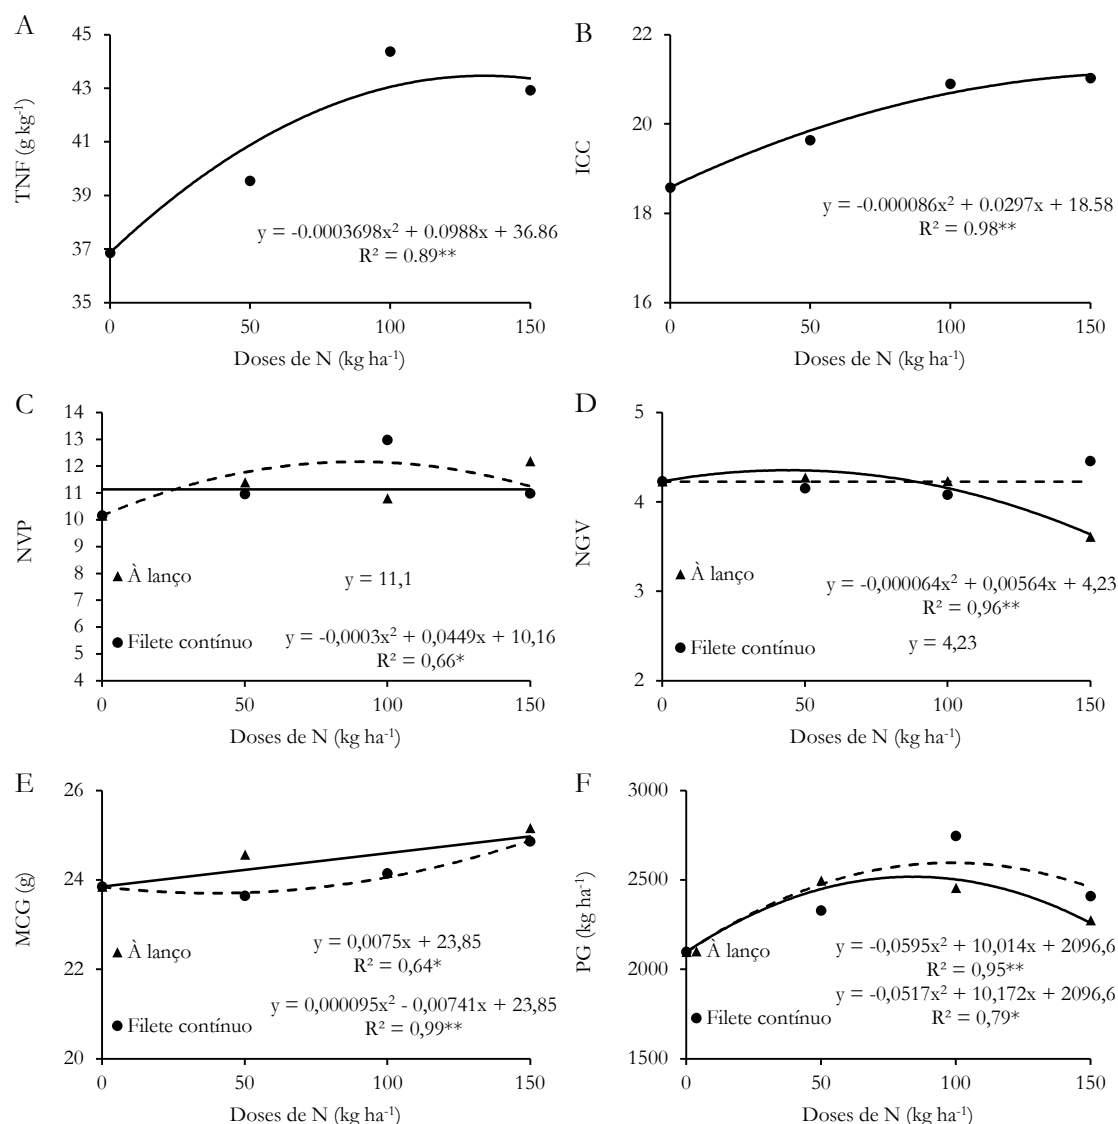 A
TNF (g kg⁻¹)
45
43
41
39
37
35
y = -0.0003698x² + 0.0988x + 36.86
R² = 0.89**
0 50 100 150
Doses de N (kg ha⁻¹)
B
ICC
22
20
18
16
y = -0.000086x² + 0.0297x + 18.58
R² = 0.98**
0 50 100 150
Doses de N (kg ha⁻¹)
C
NVP
14
13
12
11
10
9
8
7
6
5
4
À lanço
y = 11,1
Filete contínuo
y = -0,0003x² + 0,0449x + 10,16
R² = 0,66*
0 50 100 150
Doses de N (kg ha⁻¹)
D
NGV
5
4
3
2
À lanço
y = -0,000064x² + 0,00564x + 4,23
R² = 0,96**
Filete contínuo
y = 4,23
0 50 100 150
Doses de N (kg ha⁻¹)
E
MCG (g)
26
24
22
20
À lanço
y = 0,0075x + 23,85
R² = 0,64*
Filete contínuo
y = 0,000095x² - 0,00741x + 23,85
R² = 0,99**
0 50 100 150
Doses de N (kg ha⁻¹)
F
PG (kg ha⁻¹)
3000
2500
2000
1500
À lanço
y = -0,0595x² + 10,014x + 2096,6
R² = 0,95**
y = -0,0517x² + 10,172x + 2096,6
Filete contínuo
R² = 0,79*
0 50 100 150
Doses de N (kg ha⁻¹)